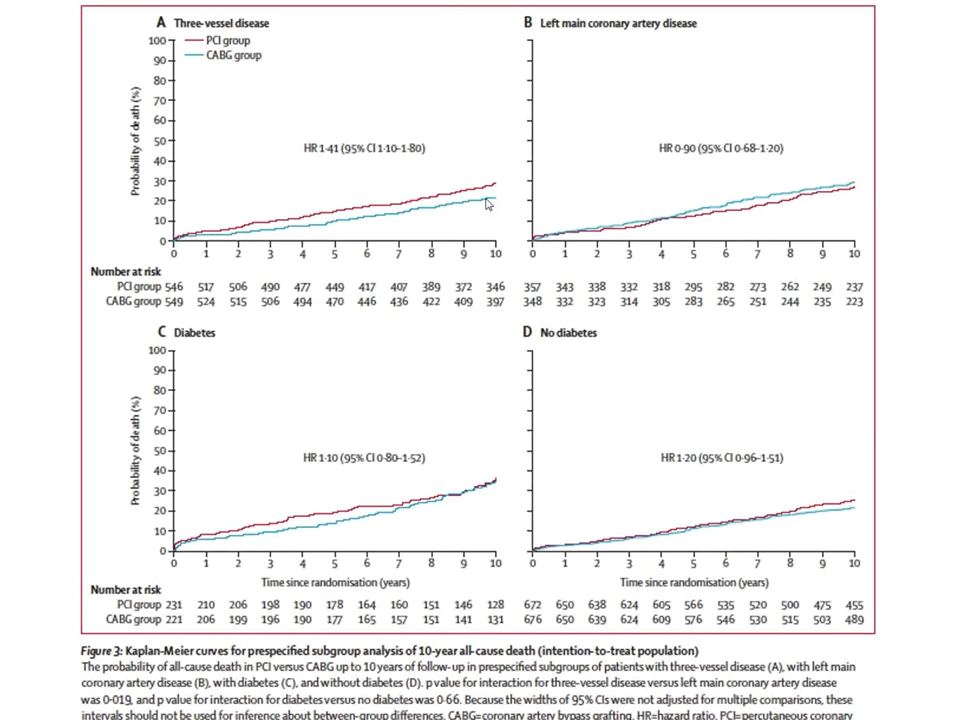 A Three-vessel disease
PCI group
CABG group
Probability of death (%)
100
90
80
70
60
50
40
30
20
10
0
HR 1·41 (95% CI 1·10–1·80)
0 1 2 3 4 5 6 7 8 9 10
B Left main coronary artery disease
HR 0·90 (95% CI 0·68–1·20)
0 1 2 3 4 5 6 7 8 9 10
Number at risk
PCI group 546 517 506 490 477 449 417 407 389 372 346 357 343 338 332 318 295 282 273 262 249 237
CABG group 549 524 515 506 494 470 446 436 422 409 397 348 332 323 314 305 283 265 251 244 235 223
C Diabetes
Probability of death (%)
100
90
80
70
60
50
40
30
20
10
0
HR 1·10 (95% CI 0·80–1·52)
0 1 2 3 4 5 6 7 8 9 10
Time since randomisation (years)
D No diabetes
HR 1·20 (95% CI 0·96–1·51)
0 1 2 3 4 5 6 7 8 9 10
Time since randomisation (years)
Number at risk
PCI group 231 210 206 198 190 178 164 160 151 146 128 672 650 638 624 605 566 535 520 500 475 455
CABG group 221 206 199 196 190 177 165 157 151 141 131 676 650 639 624 609 576 546 530 515 503 489
Figure 3: Kaplan-Meier curves for prespecified subgroup analysis of 10-year all-cause death (intention-to-treat population)
The probability of all-cause death in PCI versus CABG up to 10 years of follow-up in prespecified subgroups of patients with three-vessel disease (A), with left main
coronary artery disease (B), with diabetes (C), and without diabetes (D). p value for interaction for three-vessel disease versus left main coronary artery disease
was 0·019, and p value for interaction for diabetes versus no diabetes was 0·66. Because the widths of 95% CIs were not adjusted for multiple comparisons, these
intervals should not be used for inference about between-group differences. CABG=coronary artery bypass grafting. HR=hazard ratio. PCI=percutaneous coronary